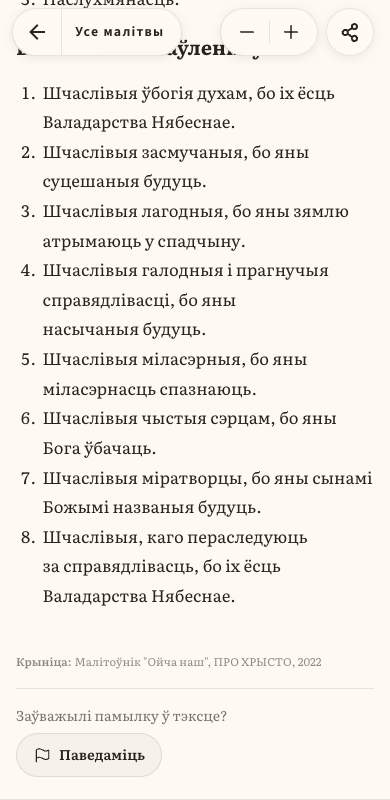 Усе малітвы
1. Шчаслівыя ўбогія духам, бо іх ёсць
Валадарства Нябеснае.
2. Шчаслівыя засмучаныя, бо яны
суцешаныя будуць.
3. Шчаслівыя лагодныя, бо яны зямлю
атрымаюць у спадчыну.
4. Шчаслівыя галодныя і прагнучыя
справядлівасці, бо яны
насычаныя будуць.
5. Шчаслівыя міласэрныя, бо яны
міласэрнасць спазнаюць.
6. Шчаслівыя чыстыя сэрцам, бо яны
Бога ўбачаць.
7. Шчаслівыя міратворцы, бо яны сынамі
Божымі названыя будуць.
8. Шчаслівыя, каго пераследуюць
за справядлівасць, бо іх ёсць
Валадарства Нябеснае.
Крыніца: Малітоўнік "Ойча наш", ПРО ХРЫСТО, 2022
Заўважылі памылку ў тэксце?
Паведаміць